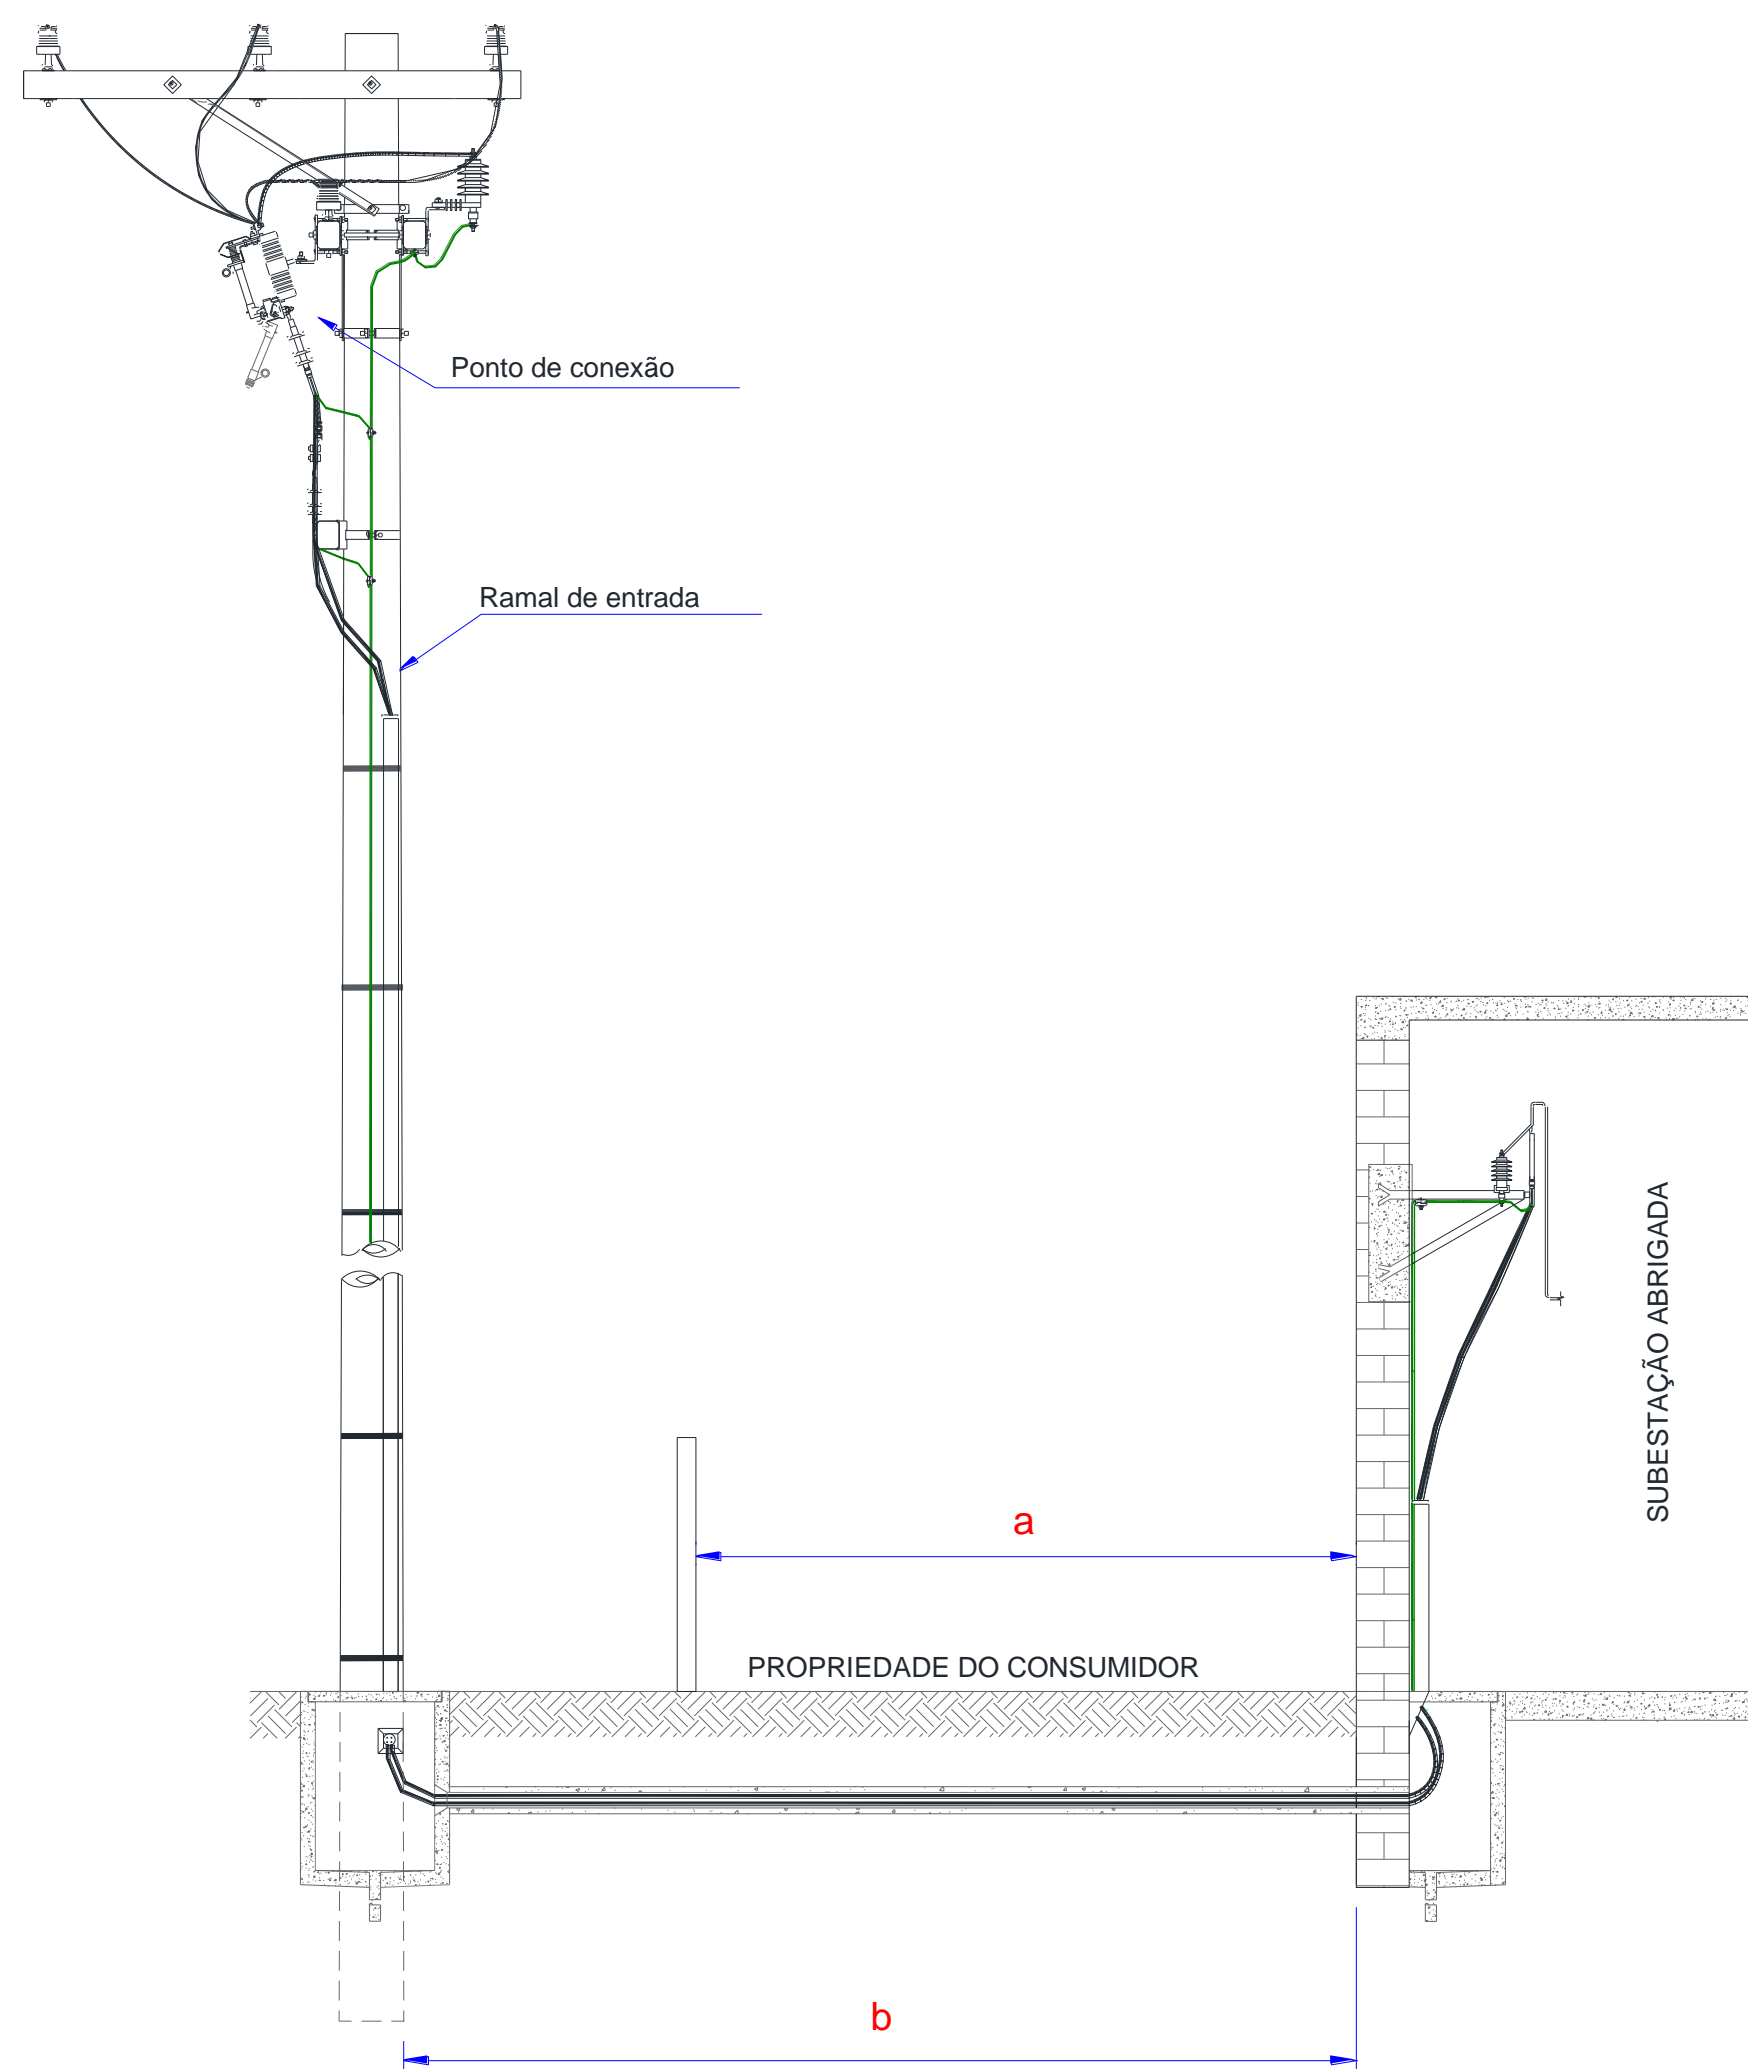 Ponto de conexão
Ramal de entrada
SUBESTAÇÃO ABRIGADA
a
PROPRIEDADE DO CONSUMIDOR
b